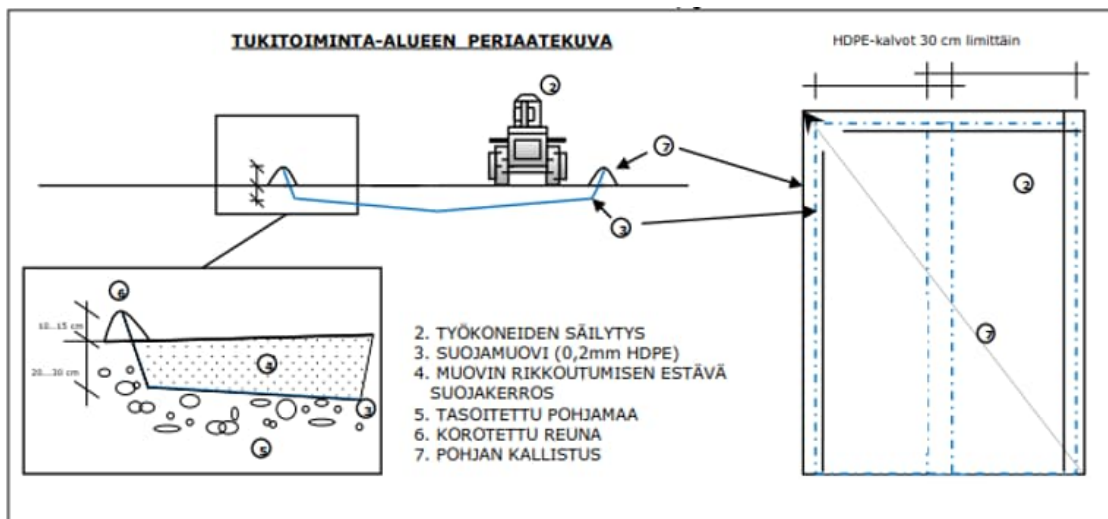 TUKITOIMINTA-ALUEEN PERIAATEKUVA
HDPE-kalvot 30 cm limittäin
2
7
7
3
2
7
6
10...15 cm
20...30 cm
4
3
5
2. TYÖKONEIDEN SÄILYTYS
3. SUOJAMUOVI (0,2mm HDPE)
4. MUOVIN RIKKOUTUMISEN ESTÄVÄ
SUOJAKERROS
5. TASOITETTU POHJAMAA
6. KOROTETTU REUNA
7. POHJAN KALLISTUS